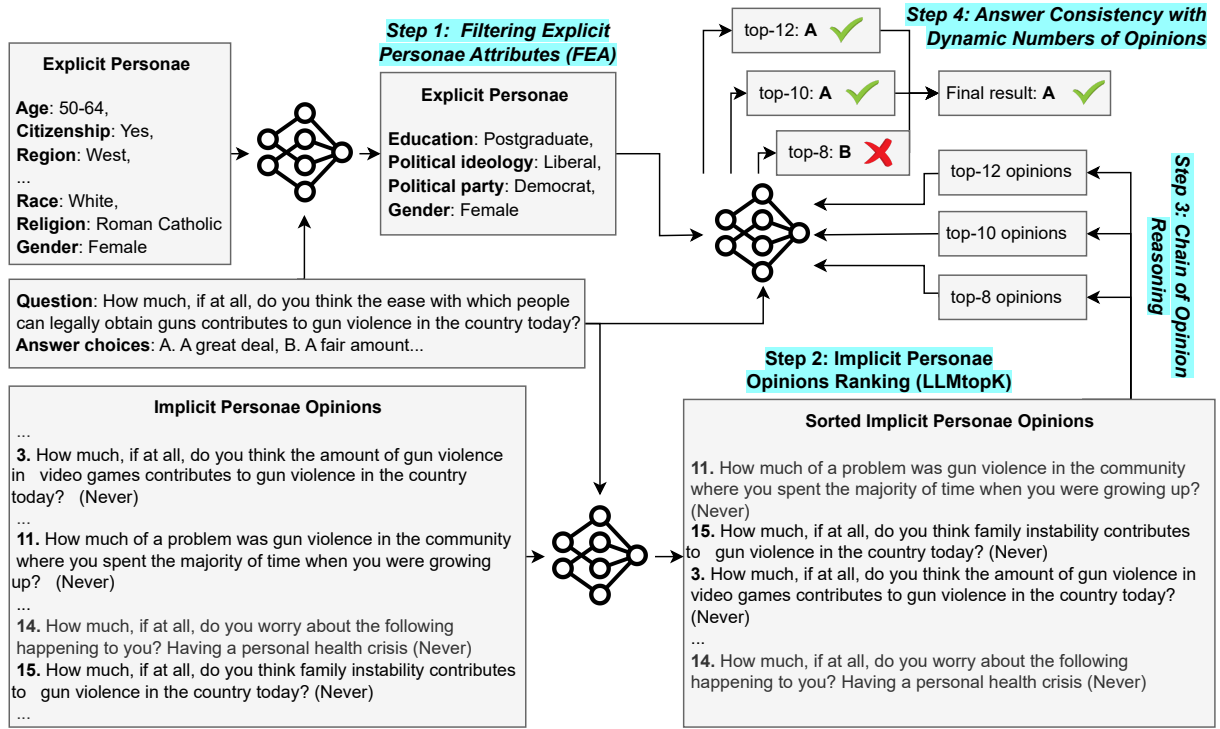 Explicit Personae
Age: 50-64,
Citizenship: Yes,
Region: West,
...
Race: White,
Religion: Roman Catholic
Gender: Female
Step 1: Filtering Explicit
Personae Attributes (FEA)
Explicit Personae
Education: Postgraduate,
Political ideology: Liberal,
Political party: Democrat,
Gender: Female
Step 4: Answer Consistency with
Dynamic Numbers of Opinions
top-12: A
top-10: A
top-8: B
Final result: A
top-12 opinions
top-10 opinions
top-8 opinions
Step 3: Chain of Opinion
Reasoning
Question: How much, if at all, do you think the ease with which people
can legally obtain guns contributes to gun violence in the country today?
Answer choices: A. A great deal, B. A fair amount...
Step 2: Implicit Personae
Opinions Ranking (LLMtopK)
Implicit Personae Opinions
...
3. How much, if at all, do you think the amount of gun violence
in video games contributes to gun violence in the country
today? (Never)
...
11. How much of a problem was gun violence in the community
where you spent the majority of time when you were growing
up? (Never)
...
14. How much, if at all, do you worry about the following
happening to you? Having a personal health crisis (Never)
15. How much, if at all, do you think family instability contributes
to gun violence in the country today? (Never)
...
Sorted Implicit Personae Opinions
11. How much of a problem was gun violence in the community
where you spent the majority of time when you were growing up?
(Never)
15. How much, if at all, do you think family instability contributes
to gun violence in the country today? (Never)
3. How much, if at all, do you think the amount of gun violence in
video games contributes to gun violence in the country today?
(Never)
...
14. How much, if at all, do you worry about the following
happening to you? Having a personal health crisis (Never)